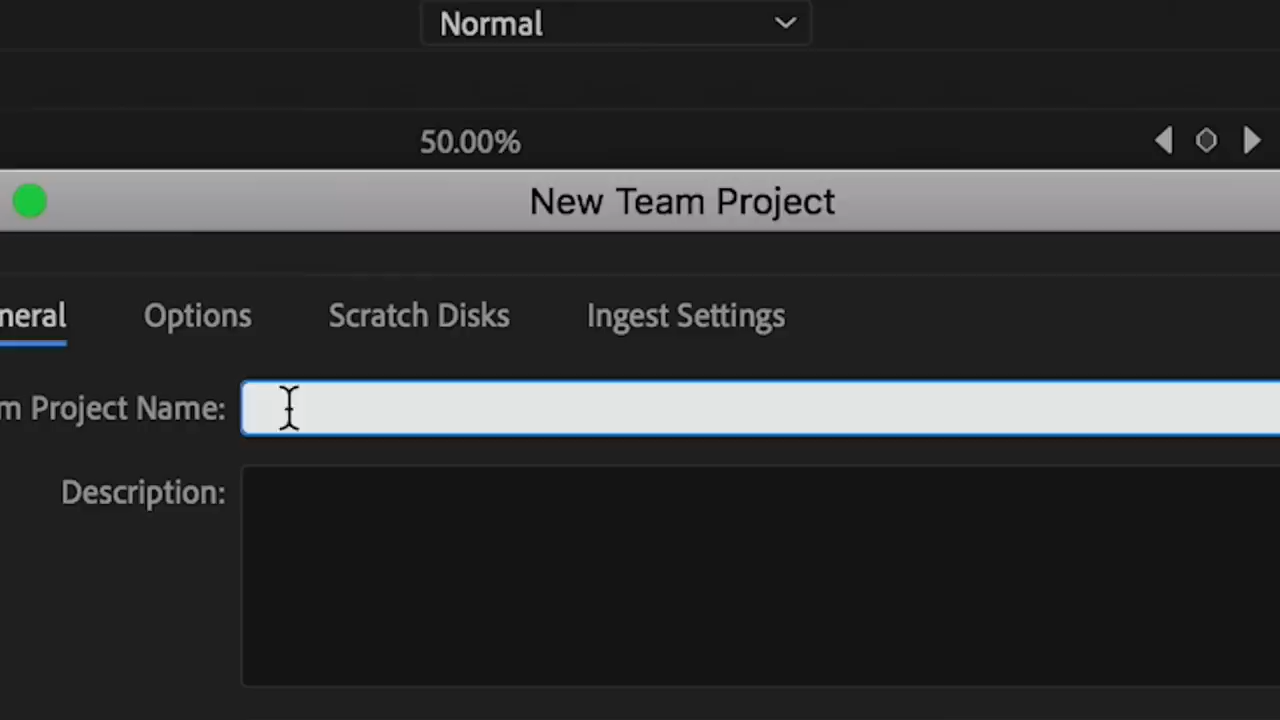 Normal
50.00%
New Team Project
neral Options Scratch Disks Ingest Settings
m Project Name:
Description: